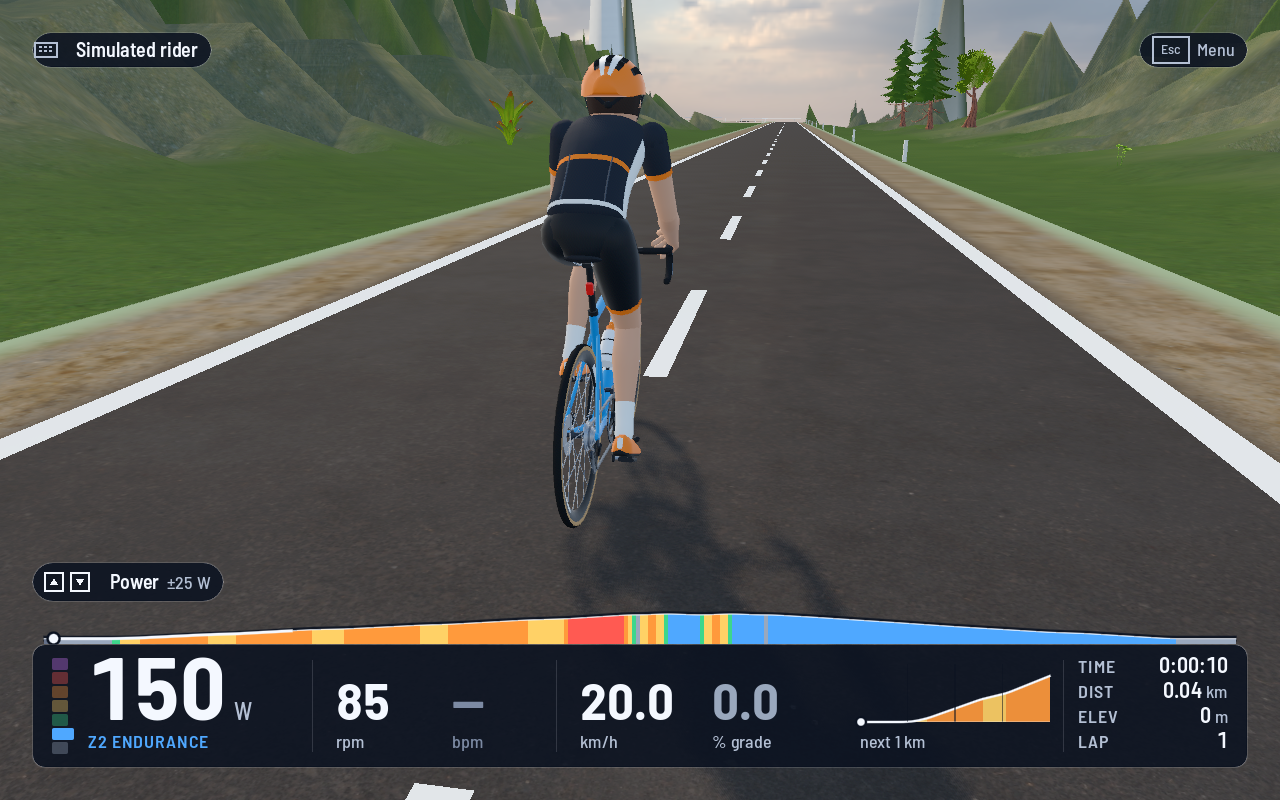 Simulated rider
Esc Menu
Power ±25 W
150 W
Z2 ENDURANCE
85
rpm
–
bpm
20.0
km/h
0.0
% grade
next 1 km
TIME 0:00:10
DIST 0.04 km
ELEV 0 m
LAP 1